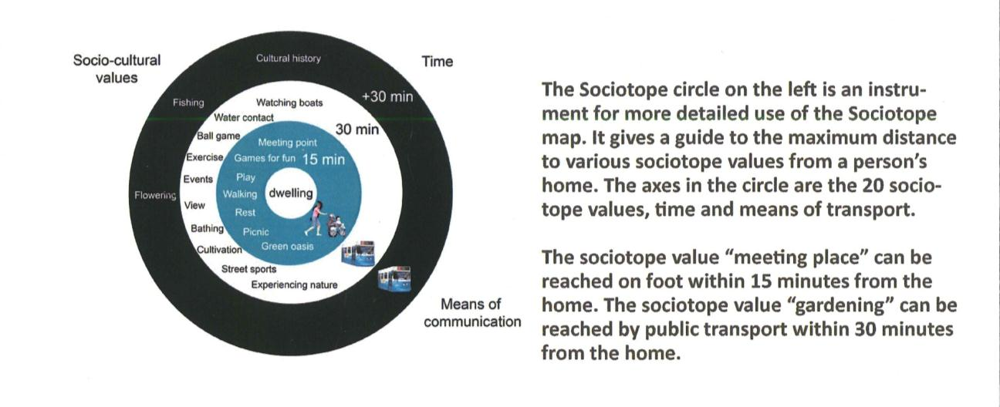 Socio-cultural
values
Time
Cultural history
+30 min
Fishing
Watching boats
Water contact
30 min
Ball game
Meeting point
Exercise
Games for fun
15 min
Events
Play
Flowering
Walking
dwelling
View
Rest
Bathing
Picnic
Cultivation
Green oasis
Street sports
Experiencing nature
Means of
communication
The Sociotope circle on the left is an instru-
ment for more detailed use of the Sociotope
map. It gives a guide to the maximum distance
to various sociotope values from a person’s
home. The axes in the circle are the 20 socio-
tope values, time and means of transport.
The sociotope value “meeting place” can be
reached on foot within 15 minutes from the
home. The sociotope value “gardening” can be
reached by public transport within 30 minutes
from the home.